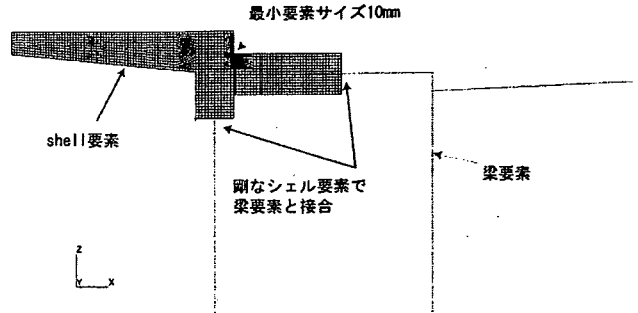 最小要素サイズ10mm
shell要素
剛なシェル要素で
梁要素と接合
梁要素
Z
Y
X